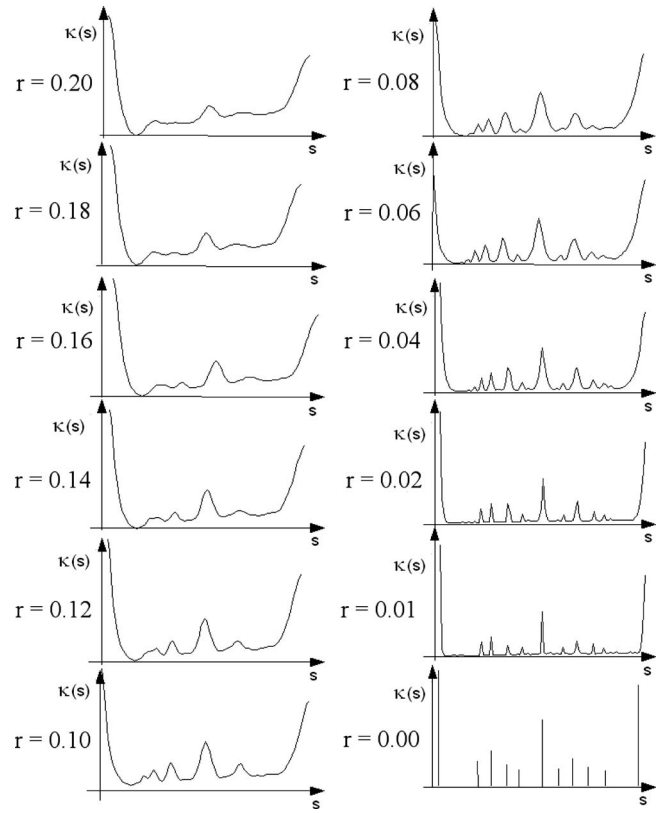 κ(s)
r = 0.20
s
κ(s)
r = 0.18
s
κ(s)
r = 0.16
s
κ(s)
r = 0.14
s
κ(s)
r = 0.12
s
κ(s)
r = 0.10
s
κ(s)
r = 0.08
s
κ(s)
r = 0.06
s
κ(s)
r = 0.04
s
κ(s)
r = 0.02
s
κ(s)
r = 0.01
s
κ(s)
r = 0.00
s